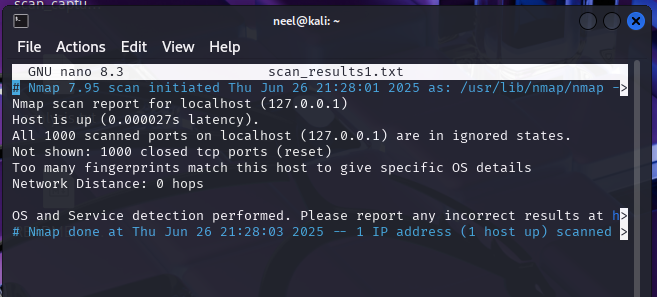 scan_captu
neel@kali: ~
File Actions Edit View Help
GNU nano 8.3 scan_results1.txt
# Nmap 7.95 scan initiated Thu Jun 26 21:28:01 2025 as: /usr/lib/nmap/nmap ->
Nmap scan report for localhost (127.0.0.1)
Host is up (0.000027s latency).
All 1000 scanned ports on localhost (127.0.0.1) are in ignored states.
Not shown: 1000 closed tcp ports (reset)
Too many fingerprints match this host to give specific OS details
Network Distance: 0 hops
OS and Service detection performed. Please report any incorrect results at h>
# Nmap done at Thu Jun 26 21:28:03 2025 -- 1 IP address (1 host up) scanned >